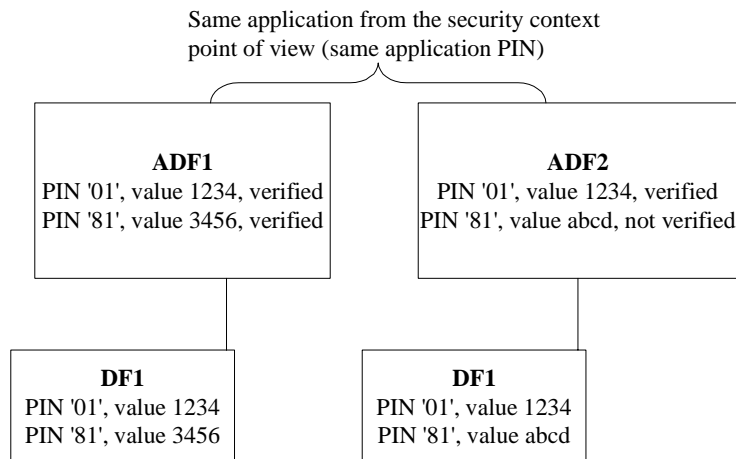 Same application from the security context
point of view (same application PIN)
ADF1
PIN '01', value 1234, verified
PIN '81', value 3456, verified
ADF2
PIN '01', value 1234, verified
PIN '81', value abcd, not verified
DF1
PIN '01', value 1234
PIN '81', value 3456
DF1
PIN '01', value 1234
PIN '81', value abcd